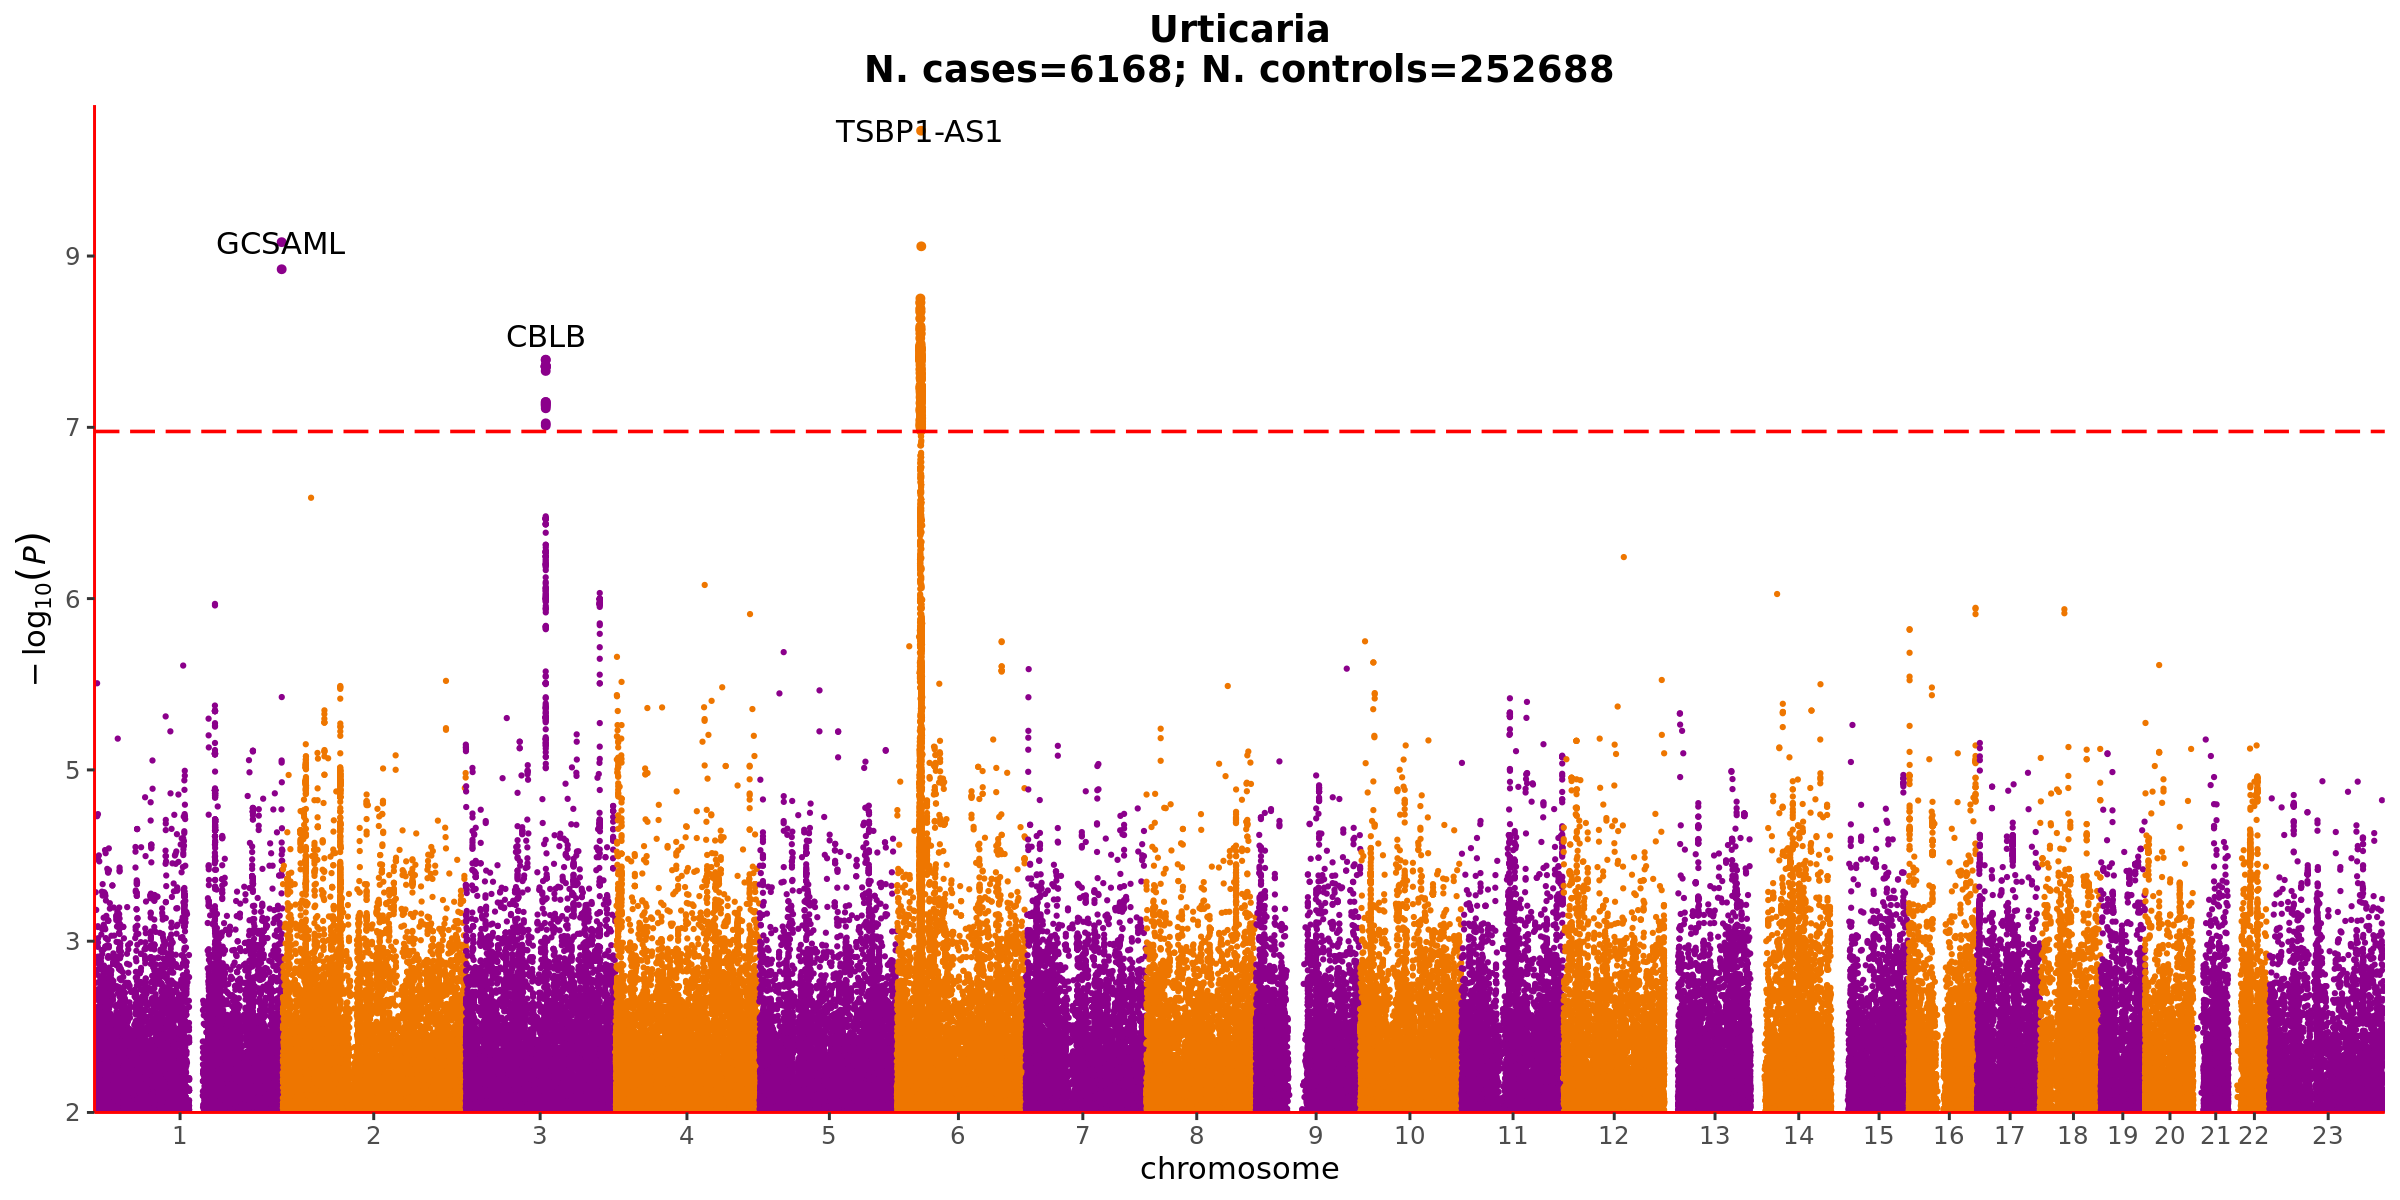 Urticaria
N. cases=6168; N. controls=252688
TSBP1-AS1
GCSAML
CBLB
9
7
6
5
3
2
−log10(P)
1 2 3 4 5 6 7 8 9 10 11 12 13 14 15 16 17 18 19 20 21 22 23
chromosome